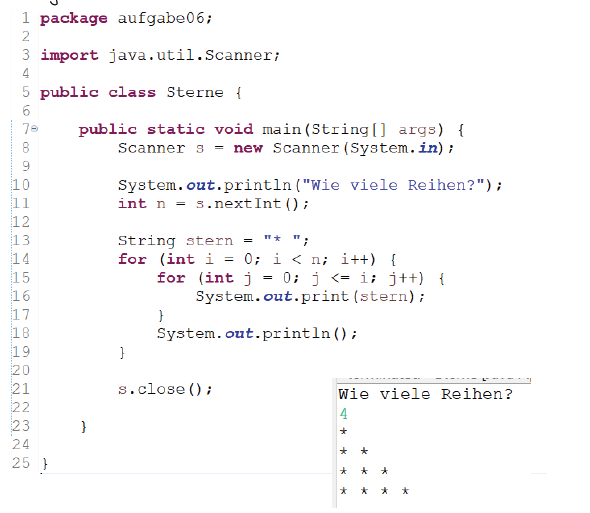 1 package aufgabe06;
2
3 import java.util.Scanner;
4
5 public class Sterne {
6
7 public static void main(String[] args) {
8 Scanner s = new Scanner(System.in);
9
10 System.out.println("Wie viele Reihen?");
11 int n = s.nextInt();
12
13 String stern = "* ";
14 for (int i = 0; i < n; i++) {
15 for (int j = 0; j <= i; j++) {
16 System.out.print(stern);
17 }
18 System.out.println();
19 }
20
21 s.close();
22
23 }
24
25 }
Wie viele Reihen?
4
*
* *
* * *
* * * *